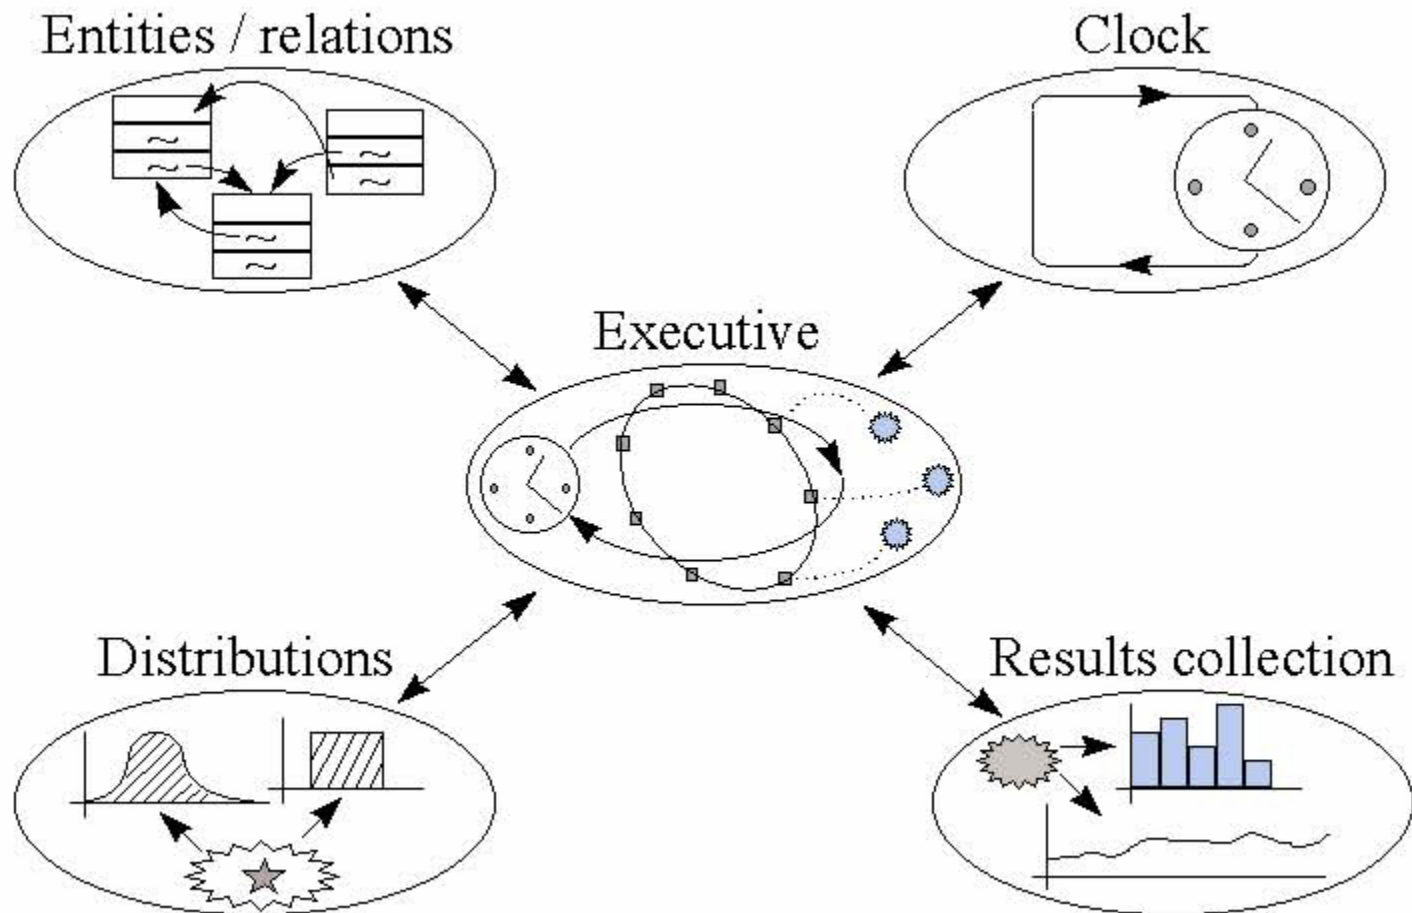 Entities / relations
Clock
Executive
Distributions
Results collection